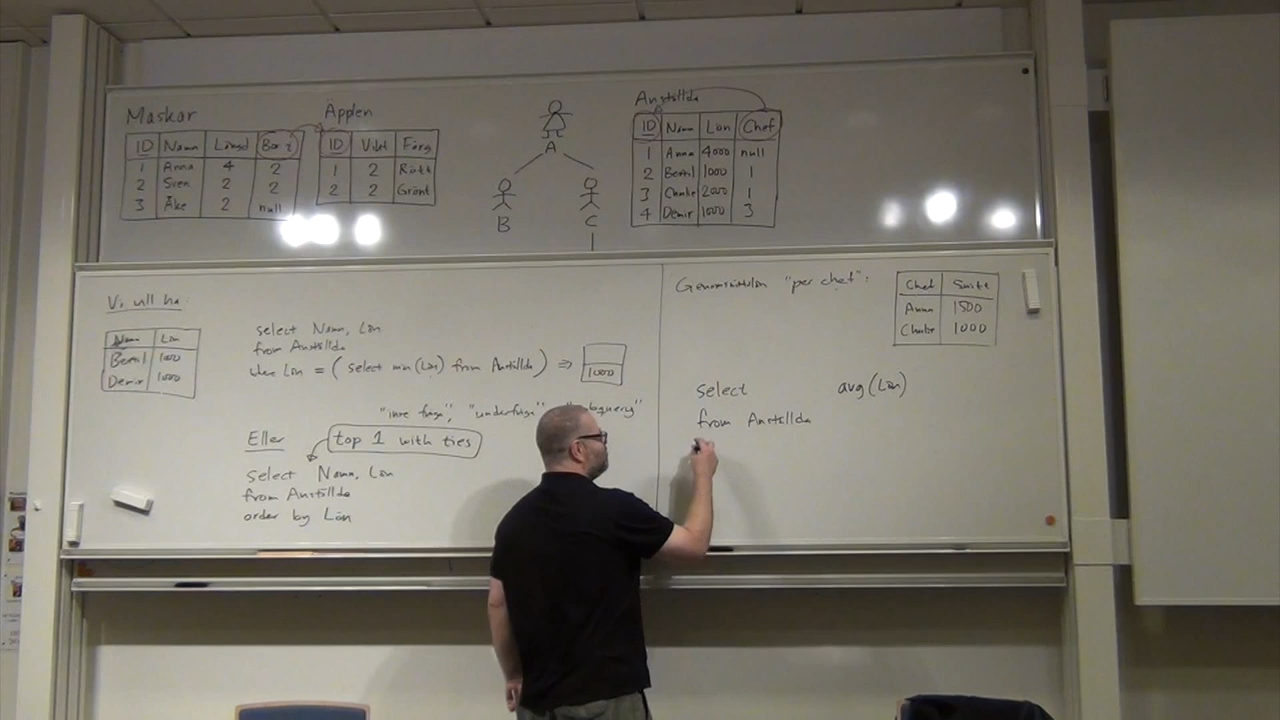 Maskar
ID Namn Längd Bor i
1 Anna 4 2
2 Sven 2 2
3 Åke 2 null
Äpplen
ID Vikt Färg
1 2 Rött
2 2 Grönt
A
B
C
Anställda
ID Namn Lön Chef
1 Anna 4000 null
2 Bertil 1000 1
3 Charlie 2000 1
4 Demir 1000 3
Vi vill ha:
Namn Lön
Bertil 1000
Demir 1000
select Namn, Lön
from Anställda
where Lön = ( select min(Lön) from Anställda ) ⇒ 1000
"inre fråga", "underfråga"
Eller
top 1 with ties
select Namn, Lön
from Anställda
order by Lön
Genomsnittslön "per chef":
Chef Snitt
Anna 1500
Charlie 1000
select avg(Lön)
from Anställda